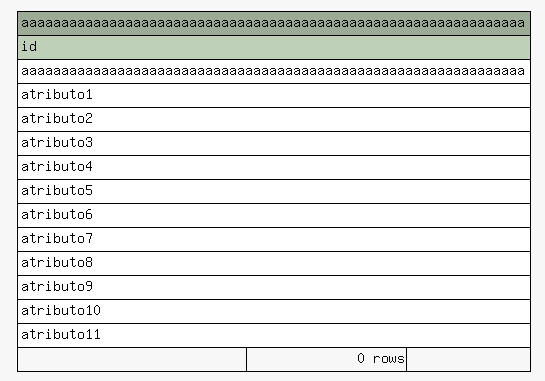 aaaaaaaaaaaaaaaaaaaaaaaaaaaaaaaaaaaaaaaaaaaaaaaaaaaaaaaaaaaaaaa
id
aaaaaaaaaaaaaaaaaaaaaaaaaaaaaaaaaaaaaaaaaaaaaaaaaaaaaaaaaaaaaaa
atributo1
atributo2
atributo3
atributo4
atributo5
atributo6
atributo7
atributo8
atributo9
atributo10
atributo11
0 rows